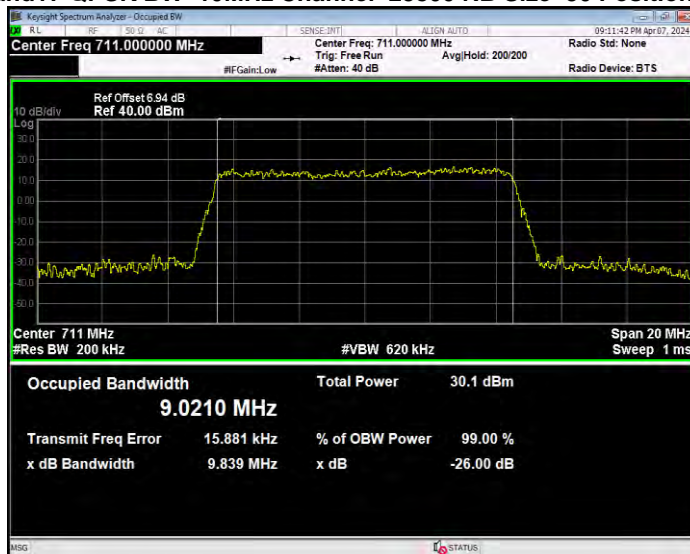 QPSK BW
Keysight Spectrum Analyzer - Occupied BW
RL RF 50 Ω AC SENSE:INT ALIGN AUTO 09:11:42 PM Apr 07, 2024
Center Freq 711.000000 MHz Center Freq: 711.000000 MHz Radio Std: None
Trig: Free Run Avg|Hold: 200/200
#IFGain:Low #Atten: 40 dB Radio Device: BTS
Ref Offset 6.94 dB
10 dB/div Ref 40.00 dBm
Log
30.0
20.0
10.0
0.00
-10.0
-20.0
-30.0
-40.0
-50.0
Center 711 MHz Span 20 MHz
#Res BW 200 kHz #VBW 620 kHz Sweep 1 ms
Occupied Bandwidth Total Power 30.1 dBm
9.0210 MHz
Transmit Freq Error 15.881 kHz % of OBW Power 99.00 %
x dB Bandwidth 9.839 MHz x dB -26.00 dB
MSG STATUS